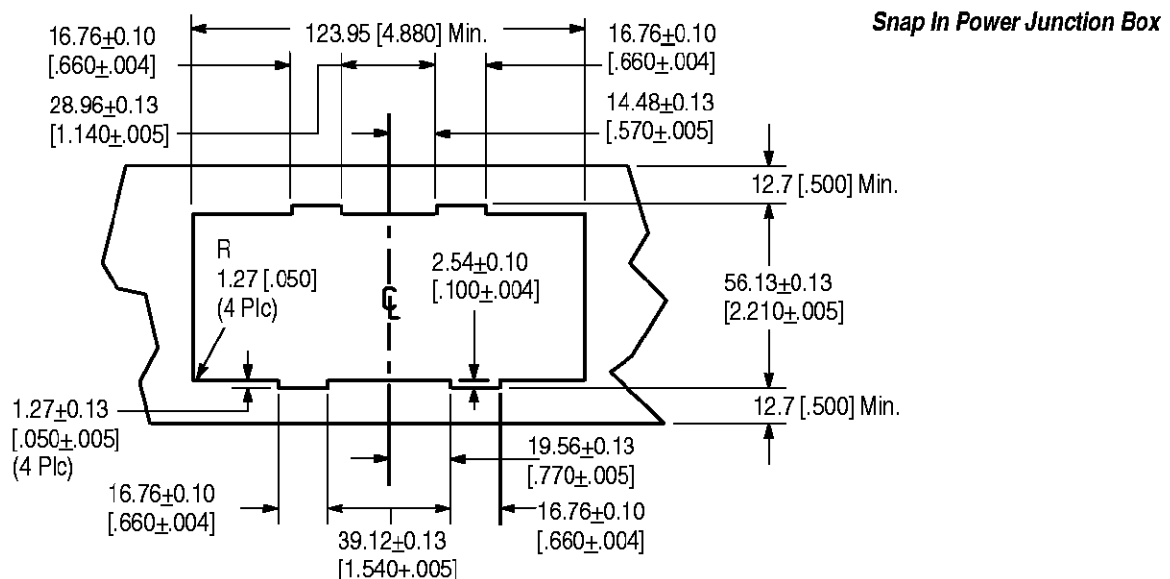 Snap In Power Junction Box
16.76±0.10
[.660±.004]
123.95 [4.880] Min.
16.76±0.10
[.660±.004]
28.96±0.13
[1.140±.005]
14.48±0.13
[.570±.005]
12.7 [.500] Min.
R
1.27 [.050]
(4 Plc)
2.54±0.10
[.100±.004]
CL
56.13±0.13
[2.210±.005]
1.27±0.13
[.050±.005]
(4 Plc)
12.7 [.500] Min.
19.56±0.13
[.770±.005]
16.76±0.10
[.660±.004]
16.76±0.10
[.660±.004]
39.12±0.13
[1.540+.005]